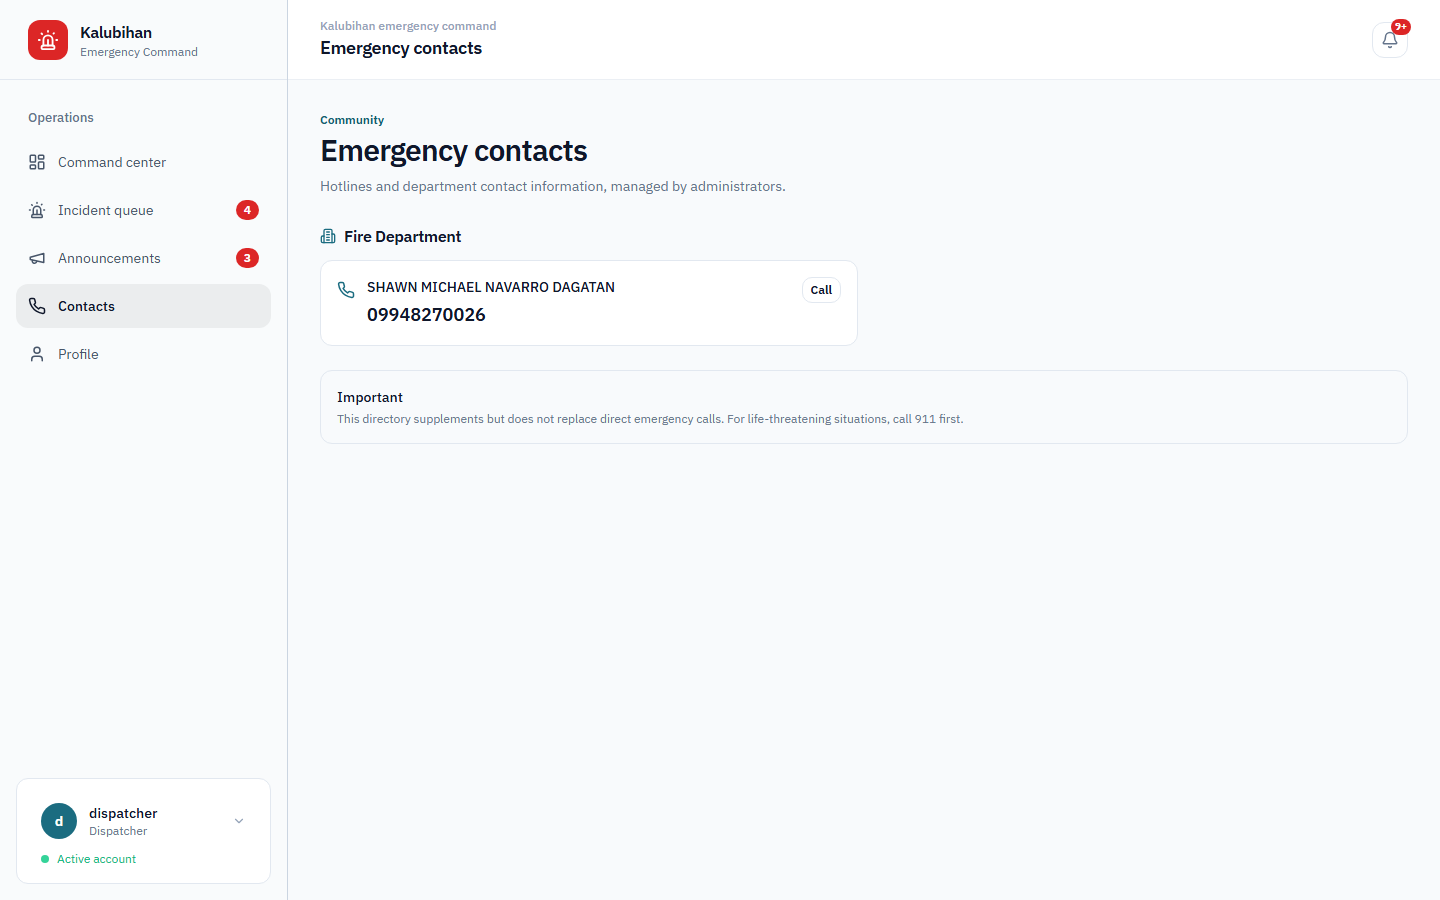 Kalubihan
Emergency Command
Operations
Command center
Incident queue 4
Announcements 3
Contacts
Profile
d
dispatcher
Dispatcher
Active account
Kalubihan emergency command
Emergency contacts
9+
Community
Emergency contacts
Hotlines and department contact information, managed by administrators.
Fire Department
SHAWN MICHAEL NAVARRO DAGATAN
09948270026
Call
Important
This directory supplements but does not replace direct emergency calls. For life-threatening situations, call 911 first.